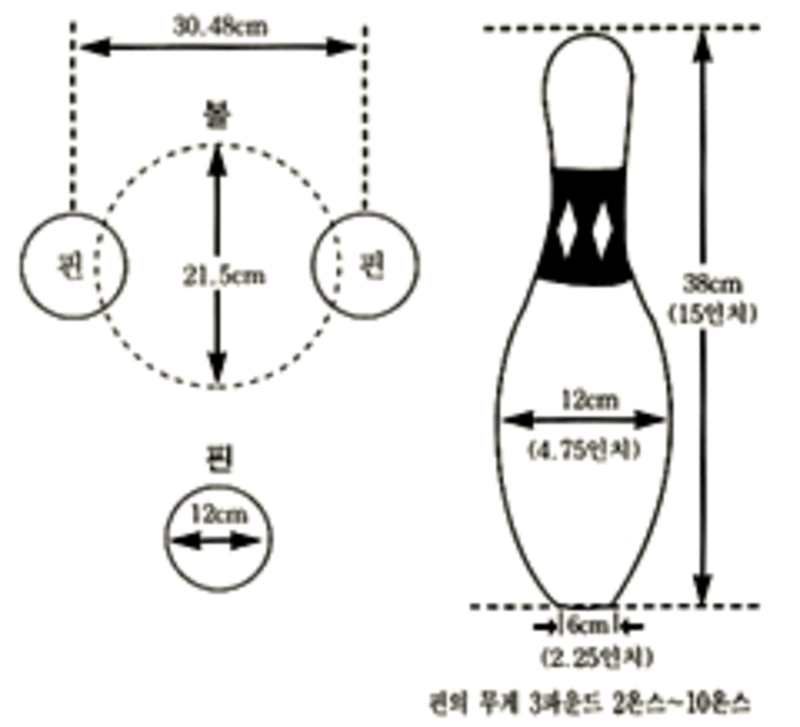 30.48cm
볼
핀
21.5cm
핀
핀
12cm
38cm
(15인치)
12cm
(4.75인치)
6cm
(2.25인치)
핀의 무게 3파운드 2온스~10온스